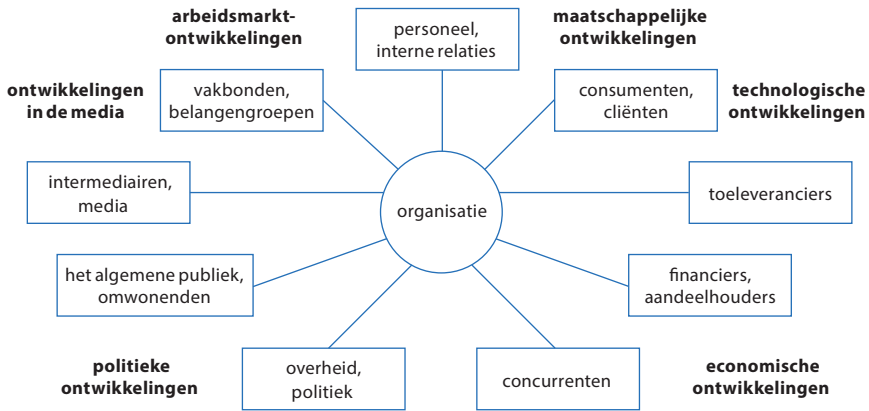 arbeidsmarkt-
ontwikkelingen
personeel,
interne relaties
maatschappelijke
ontwikkelingen
ontwikkelingen
in de media
vakbonden,
belangengroepen
consumenten,
cliënten
technologische
ontwikkelingen
intermediairen,
media
organisatie
toeleveranciers
het algemene publiek,
omwonenden
financiers,
aandeelhouders
politieke
ontwikkelingen
overheid,
politiek
concurrenten
economische
ontwikkelingen